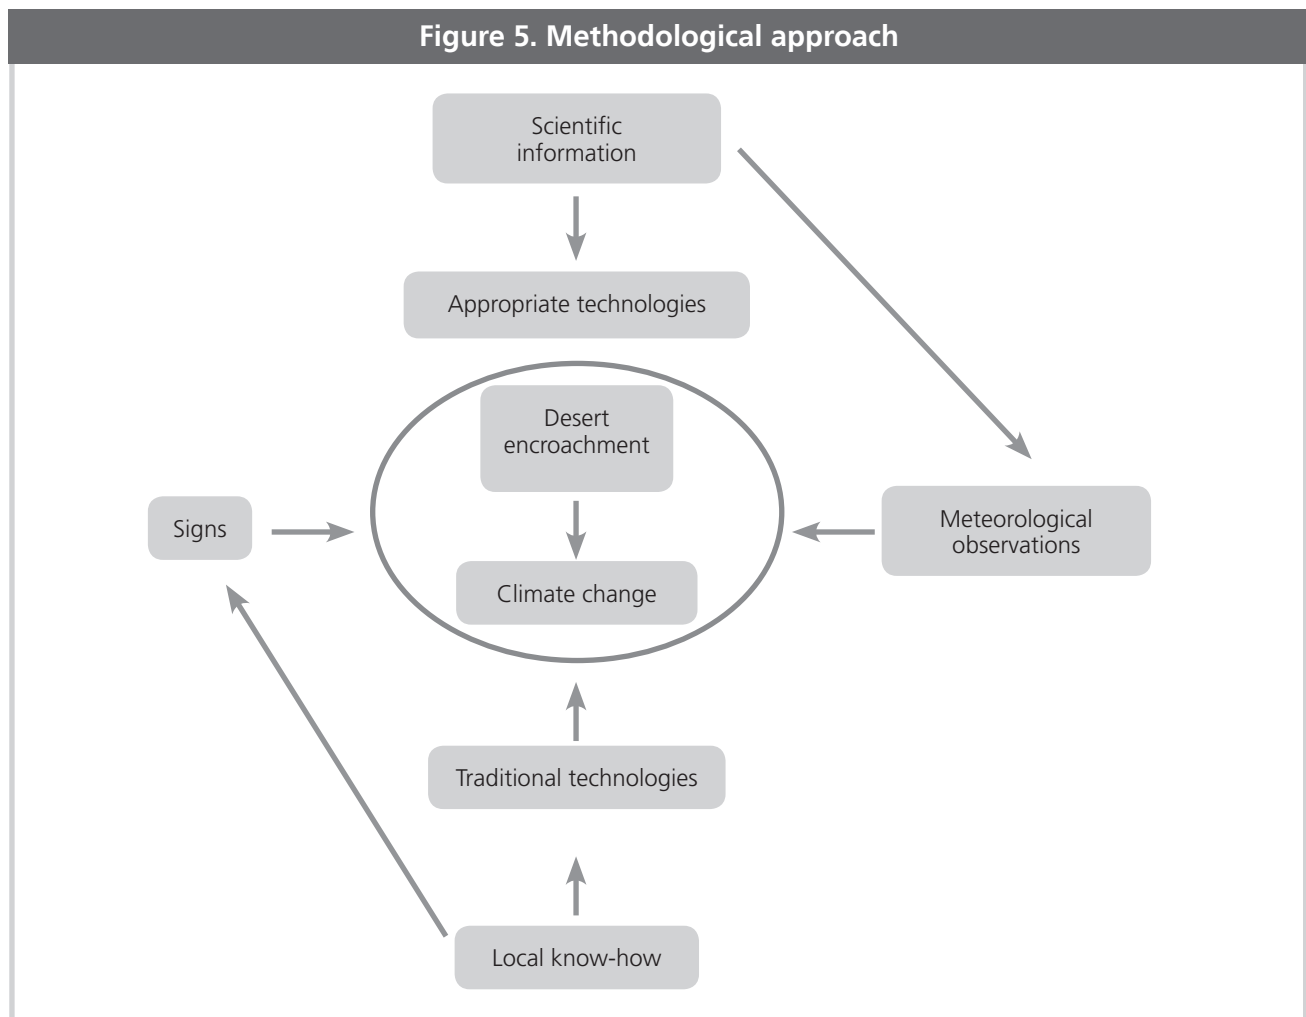 Figure 5. Methodological approach
Scientific
information
Appropriate technologies
Desert
encroachment
Signs
Meteorological
observations
Climate change
Traditional technologies
Local know-how